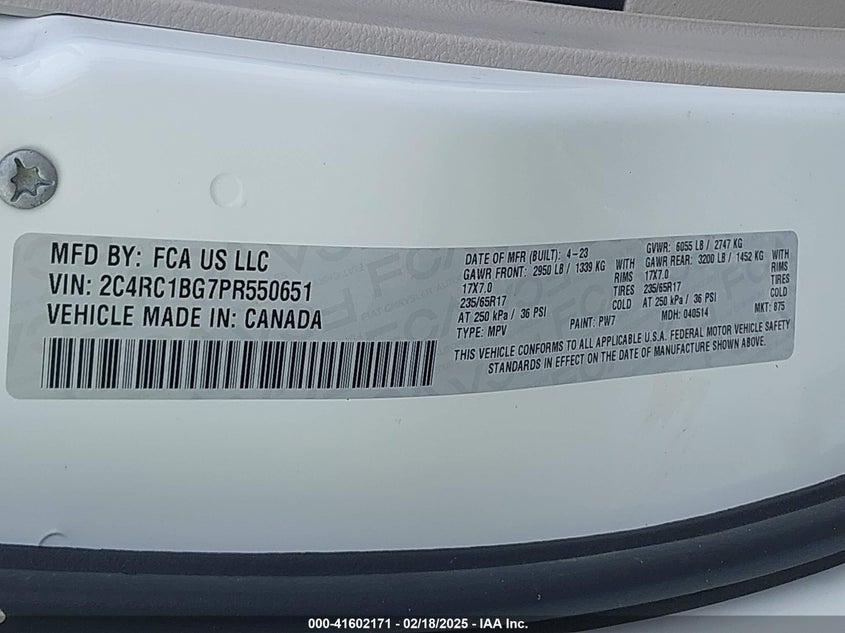 MFD BY: FCA US LLC
VIN: 2C4RC1BG7PR550651
VEHICLE MADE IN: CANADA
DATE OF MFR (BUILT): 4-23 GVWR: 6055 LB / 2747 KG
GAWR FRONT: 2950 LB / 1339 KG WITH GAWR REAR: 3200 LB / 1452 KG WITH
17X7.0 RIMS 17X7.0 RIMS
235/65R17 TIRES 235/65R17 TIRES
AT 250 kPa / 36 PSI COLD AT 250 kPa / 36 PSI COLD
TYPE: MPV PAINT: PW7 MDH: 040514 MKT: 875
THIS VEHICLE CONFORMS TO ALL APPLICABLE U.S.A. FEDERAL MOTOR VEHICLE SAFETY
STANDARDS IN EFFECT ON THE DATE OF MANUFACTURE SHOWN ABOVE.
000-41602171 - 02/18/2025 - IAA Inc.